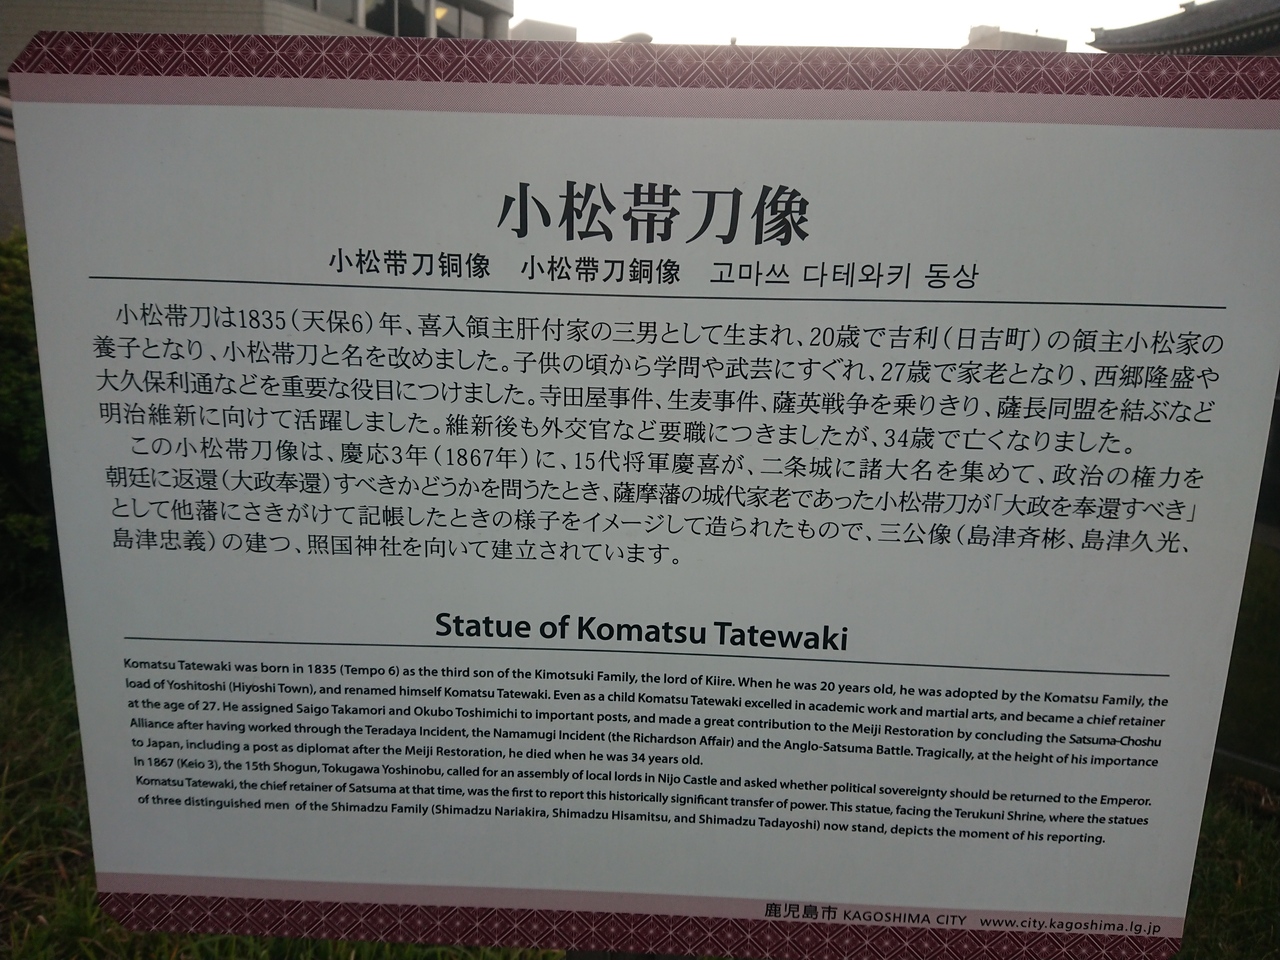 小松帯刀像
小松带刀铜像　小松帶刀銅像　고마쓰 다테와키 동상
小松帯刀は1835（天保6）年、喜入領主肝付家の三男として生まれ、20歳で吉利（日吉町）の領主小松家の
養子となり、小松帯刀と名を改めました。子供の頃から学問や武芸にすぐれ、27歳で家老となり、西郷隆盛や
大久保利通などを重要な役目につけました。寺田屋事件、生麦事件、薩英戦争を乗りきり、薩長同盟を結ぶなど
明治維新に向けて活躍しました。維新後も外交官など要職につきましたが、34歳で亡くなりました。
この小松帯刀像は、慶応3年（1867年）に、15代将軍慶喜が、二条城に諸大名を集めて、政治の権力を
朝廷に返還（大政奉還）すべきかどうかを問うたとき、薩摩藩の城代家老であった小松帯刀が「大政を奉還すべき」
として他藩にさきがけて記帳したときの様子をイメージして造られたもので、三公像（島津斉彬、島津久光、
島津忠義）の建つ、照国神社を向いて建立されています。
Statue of Komatsu Tatewaki
Komatsu Tatewaki was born in 1835 (Tempo 6) as the third son of the Kimotsuki Family, the lord of Kiire. When he was 20 years old, he was adopted by the Komatsu Family, the
load of Yoshitoshi (Hiyoshi Town), and renamed himself Komatsu Tatewaki. Even as a child Komatsu Tatewaki excelled in academic work and martial arts, and became a chief retainer
at the age of 27. He assigned Saigo Takamori and Okubo Toshimichi to important posts, and made a great contribution to the Meiji Restoration by concluding the Satsuma-Choshu
Alliance after having worked through the Teradaya Incident, the Namamugi Incident (the Richardson Affair) and the Anglo-Satsuma Battle. Tragically, at the height of his importance
to Japan, including a post as diplomat after the Meiji Restoration, he died when he was 34 years old.
In 1867 (Keio 3), the 15th Shogun, Tokugawa Yoshinobu, called for an assembly of local lords in Nijo Castle and asked whether political sovereignty should be returned to the Emperor.
Komatsu Tatewaki, the chief retainer of Satsuma at that time, was the first to report this historically significant transfer of power. This statue, facing the Terukuni Shrine, where the statues
of three distinguished men of the Shimadzu Family (Shimadzu Nariakira, Shimadzu Hisamitsu, and Shimadzu Tadayoshi) now stand, depicts the moment of his reporting.
鹿児島市 KAGOSHIMA CITY　www.city.kagoshima.lg.jp